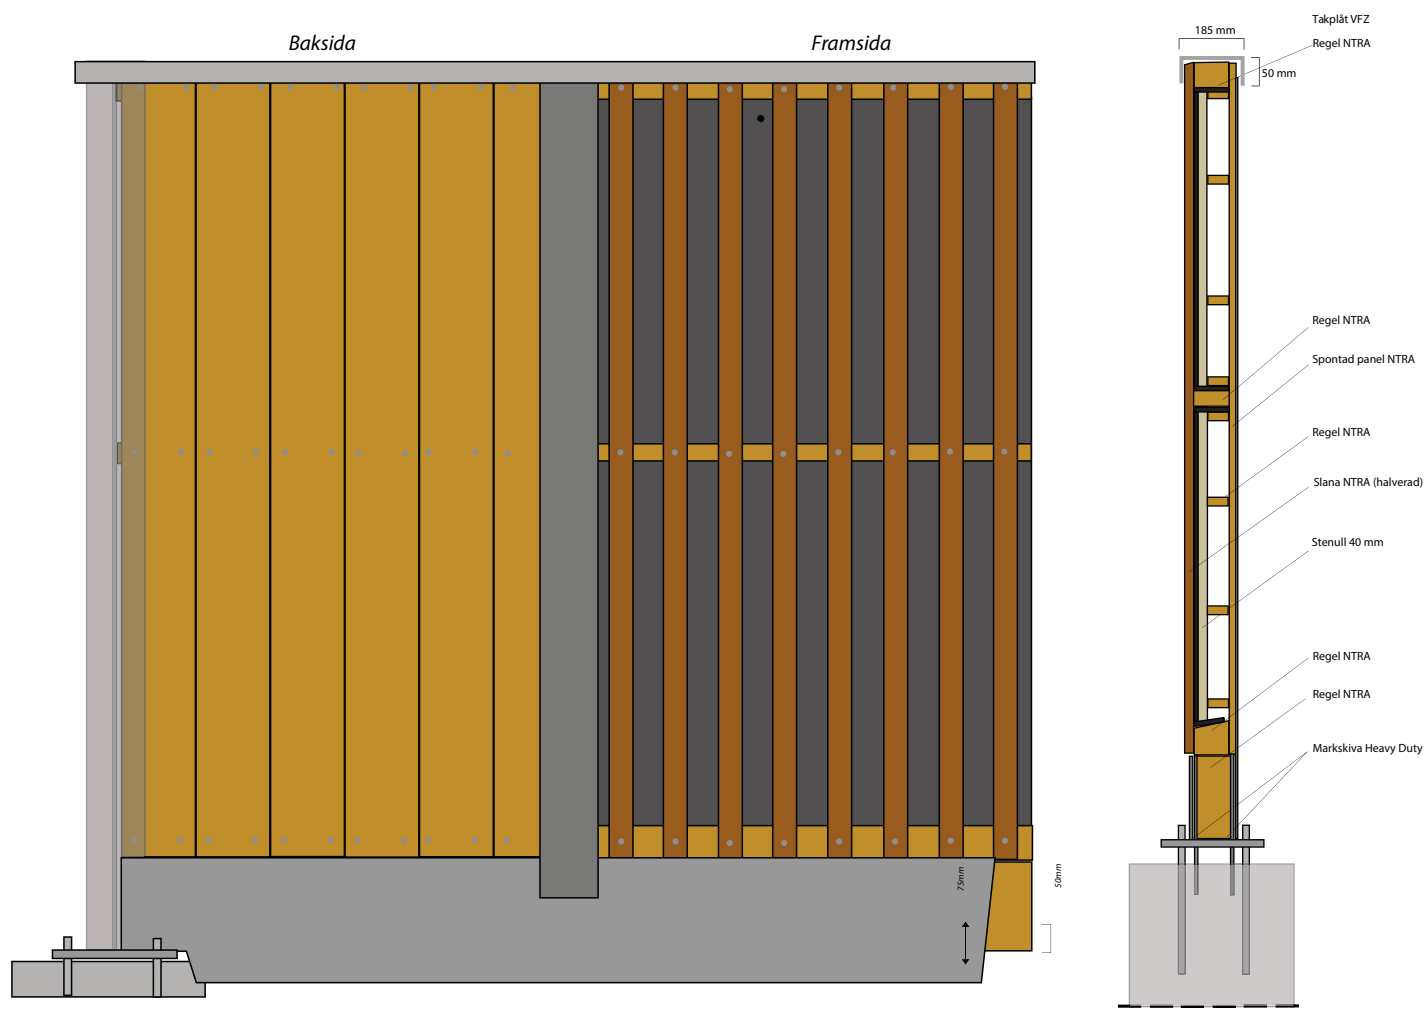 Baksida
Framsida
Takplåt VFZ
Regel NTRA
185 mm
50 mm
Regel NTRA
Spontad panel NTRA
Regel NTRA
Slana NTRA (halverad)
Stenull 40 mm
Regel NTRA
Regel NTRA
Markskiva Heavy Duty
75mm
50mm